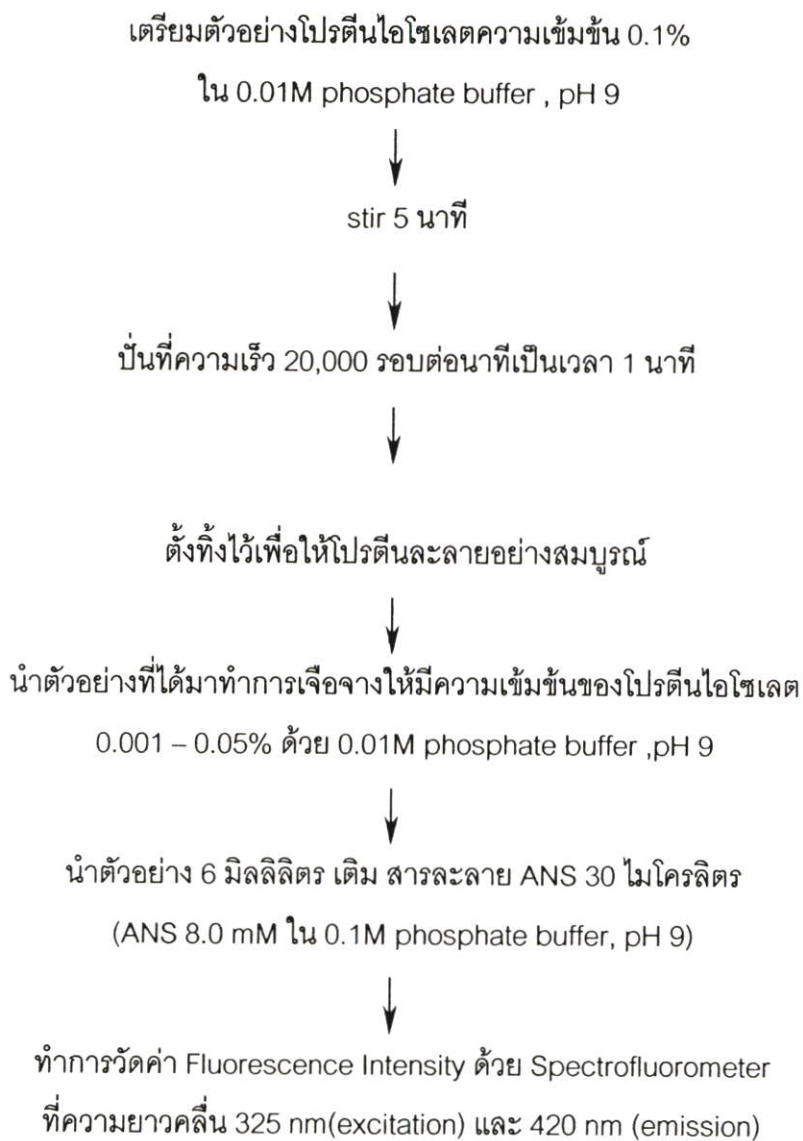 เตรียมตัวอย่างโปรตีนไอโซเลตความเข้มข้น 0.1%
ใน 0.01M phosphate buffer , pH 9
stir 5 นาที
ปั่นที่ความเร็ว 20,000 รอบต่อนาทีเป็นเวลา 1 นาที
ตั้งทิ้งไว้เพื่อให้โปรตีนละลายอย่างสมบูรณ์
นำตัวอย่างที่ได้มาทำการเจือจางให้มีความเข้มข้นของโปรตีนไอโซเลต
0.001 – 0.05% ด้วย 0.01M phosphate buffer ,pH 9
นำตัวอย่าง 6 มิลลิลิตร เติม สารละลาย ANS 30 ไมโครลิตร
(ANS 8.0 mM ใน 0.1M phosphate buffer, pH 9)
ทำการวัดค่า Fluorescence Intensity ด้วย Spectrofluorometer
ที่ความยาวคลื่น 325 nm(excitation) และ 420 nm (emission)